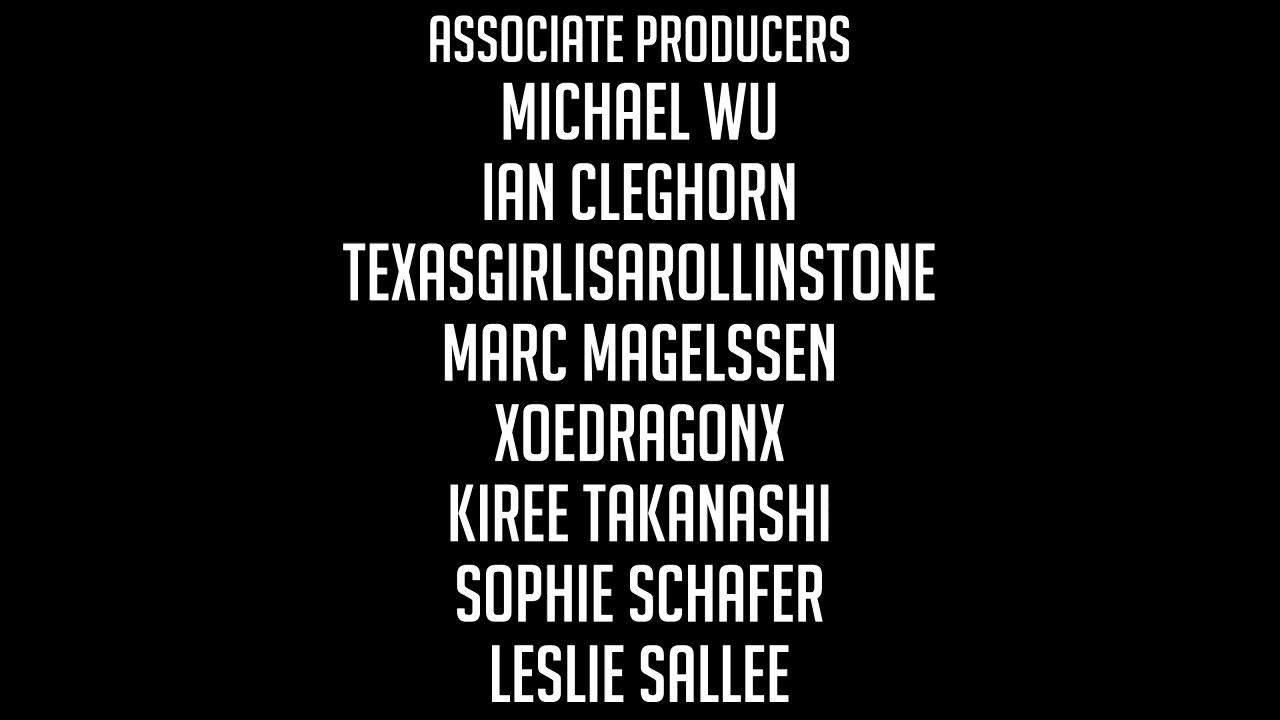 ASSOCIATE PRODUCERS
MICHAEL WU
IAN CLEGHORN
TEXASGIRLISAROLLINSTONE
MARC MAGELSSEN
XOEDRAGONX
KIREE TAKANASHI
SOPHIE SCHAFER
LESLIE SALLEE